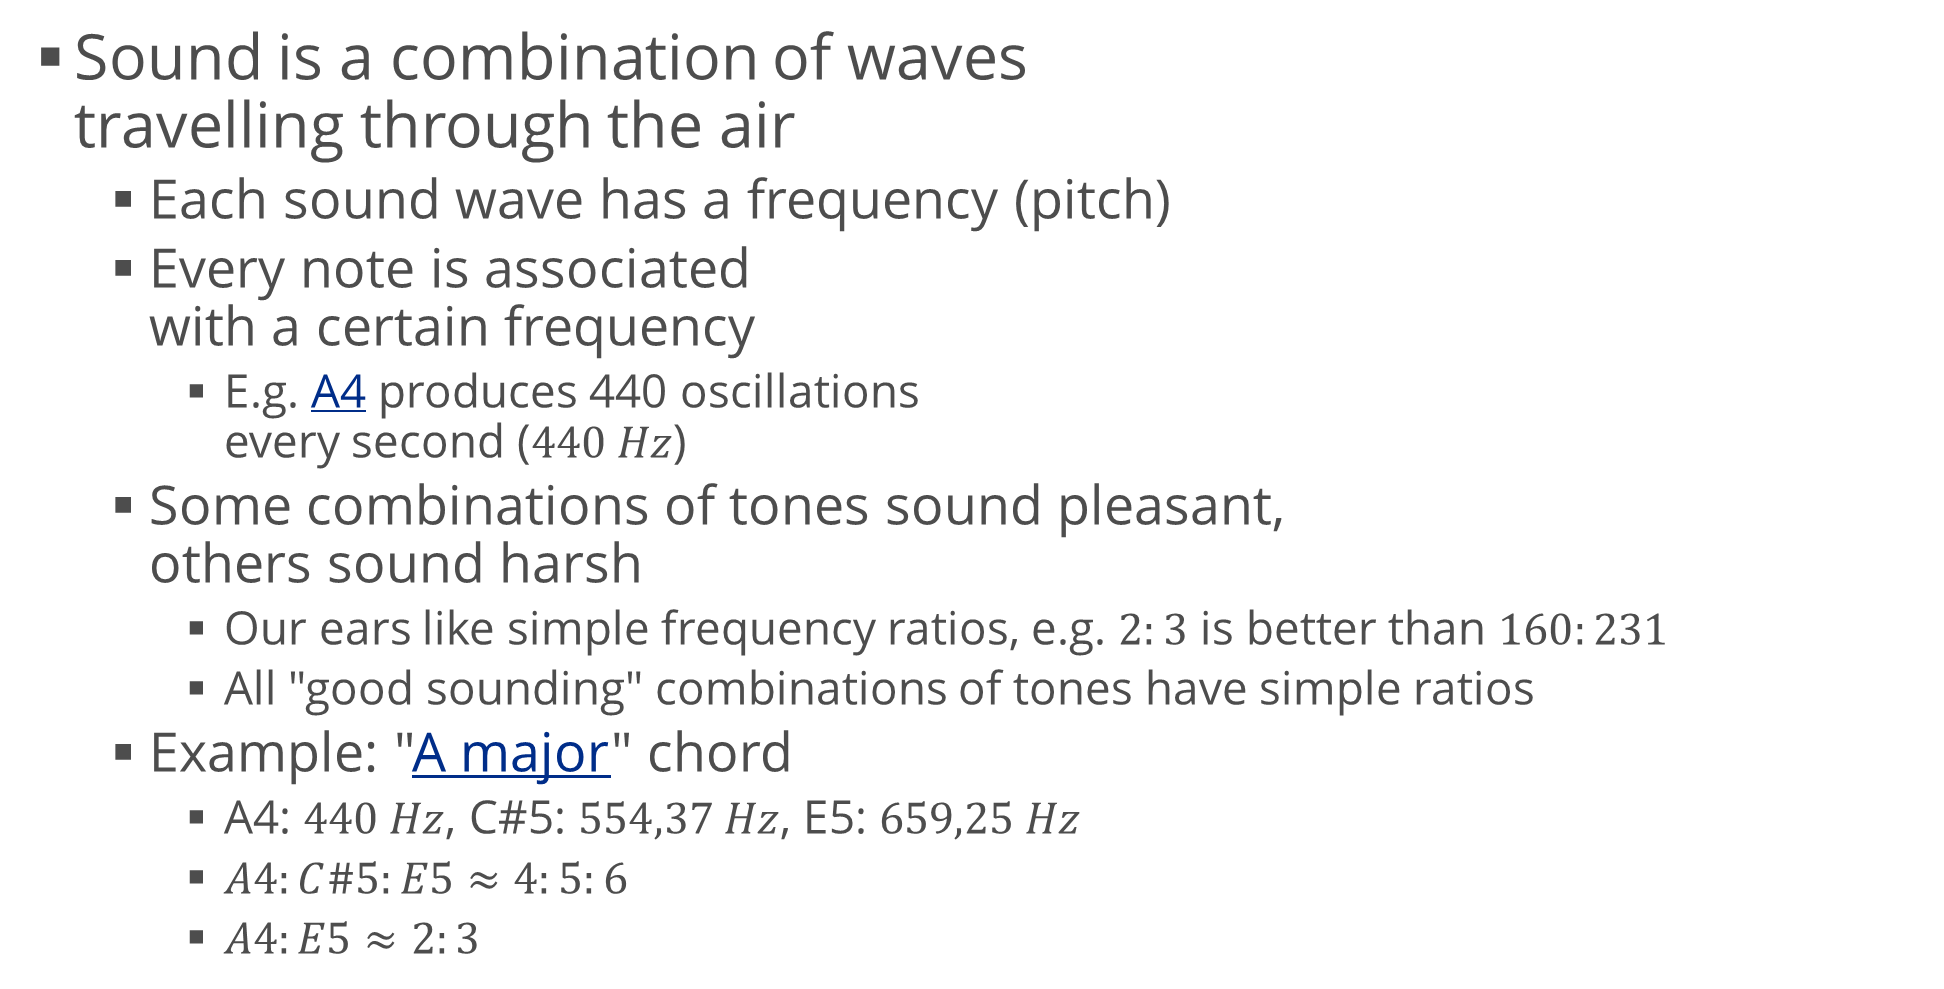 ▪ Sound is a combination of waves
travelling through the air
▪ Each sound wave has a frequency (pitch)
▪ Every note is associated
with a certain frequency
▪ E.g. A4 produces 440 oscillations
every second (440 Hz)
▪ Some combinations of tones sound pleasant,
others sound harsh
▪ Our ears like simple frequency ratios, e.g. 2: 3 is better than 160: 231
▪ All "good sounding" combinations of tones have simple ratios
▪ Example: "A major" chord
▪ A4: 440 Hz, C#5: 554,37 Hz, E5: 659,25 Hz
▪ A4: C#5: E5 ≈ 4: 5: 6
▪ A4: E5 ≈ 2: 3